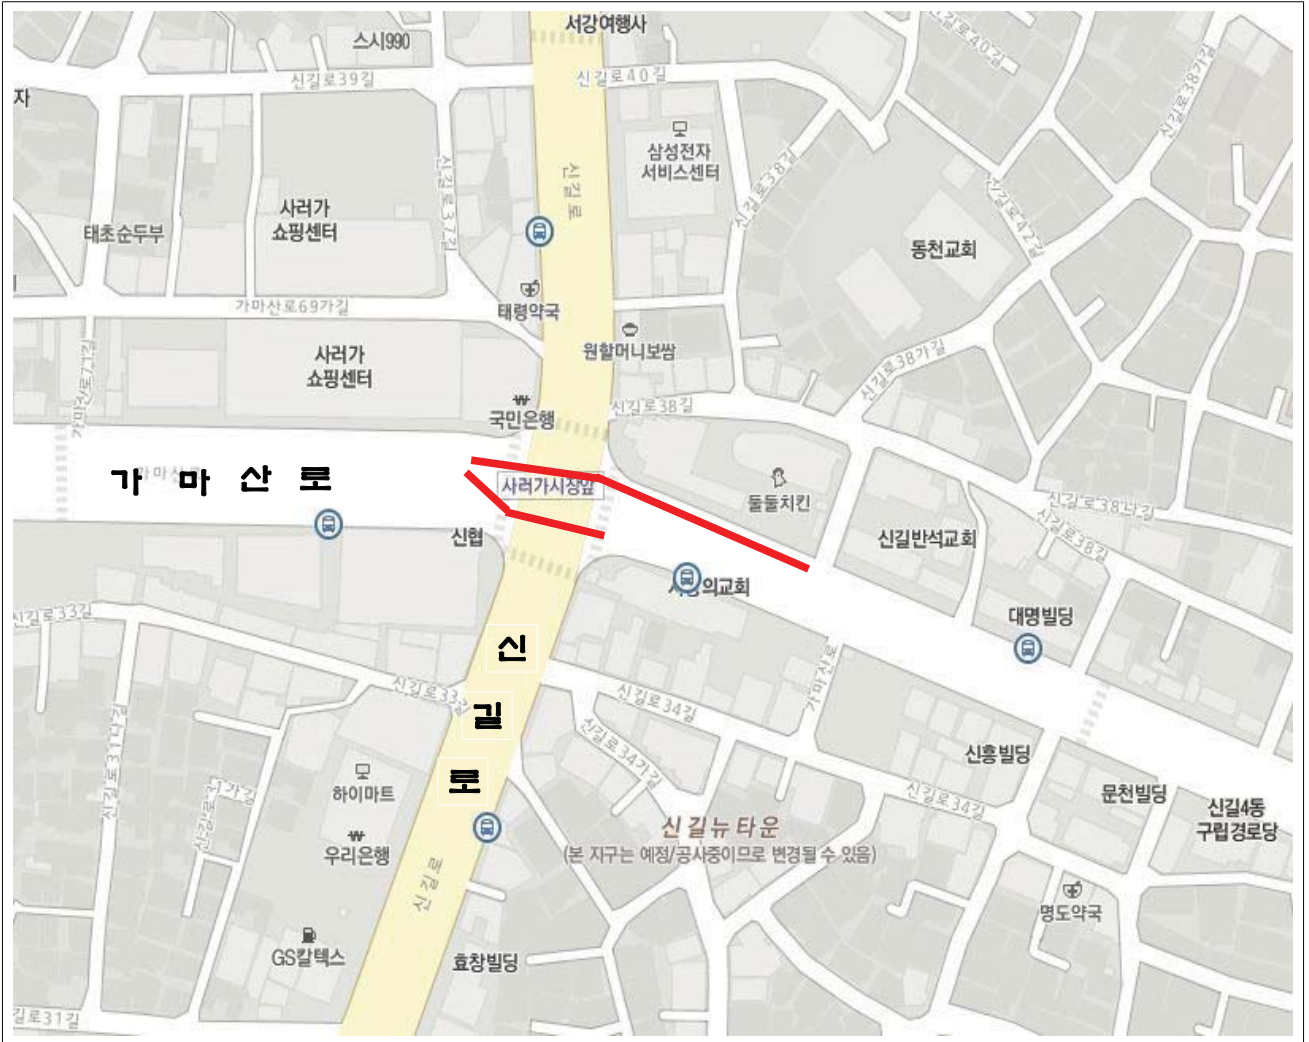 서강여행사
스시990
신길로40길
신길로39길
신길로40길
신길로38가길
자
삼성전자
서비스센터
신길로
신길로38길
신길로37길
신길로42길
사러가
쇼핑센터
태초순두부
동천교회
가마산로69가길
태령약국
원할머니보쌈
사러가
쇼핑센터
가마산로71길
신길로38가길
국민은행
신길로38길
가마산로
가마산로
사러가시장앞
둘둘치킨
신길로38나길
신길로38길
신협
신길반석교회
의교회
대명빌딩
신길로33길
신
신길로33길
신길로34길
가마산로
길
신길로34가길
신길로31나길
신흥빌딩
로
하이마트
신길로34길
문천빌딩
신길4동
구립경로당
신길뉴타운
(본 지구는 예정/공사중이므로 변경될 수 있음)
우리은행
신길로
명도약국
GS칼텍스
효창빌딩
길로31길